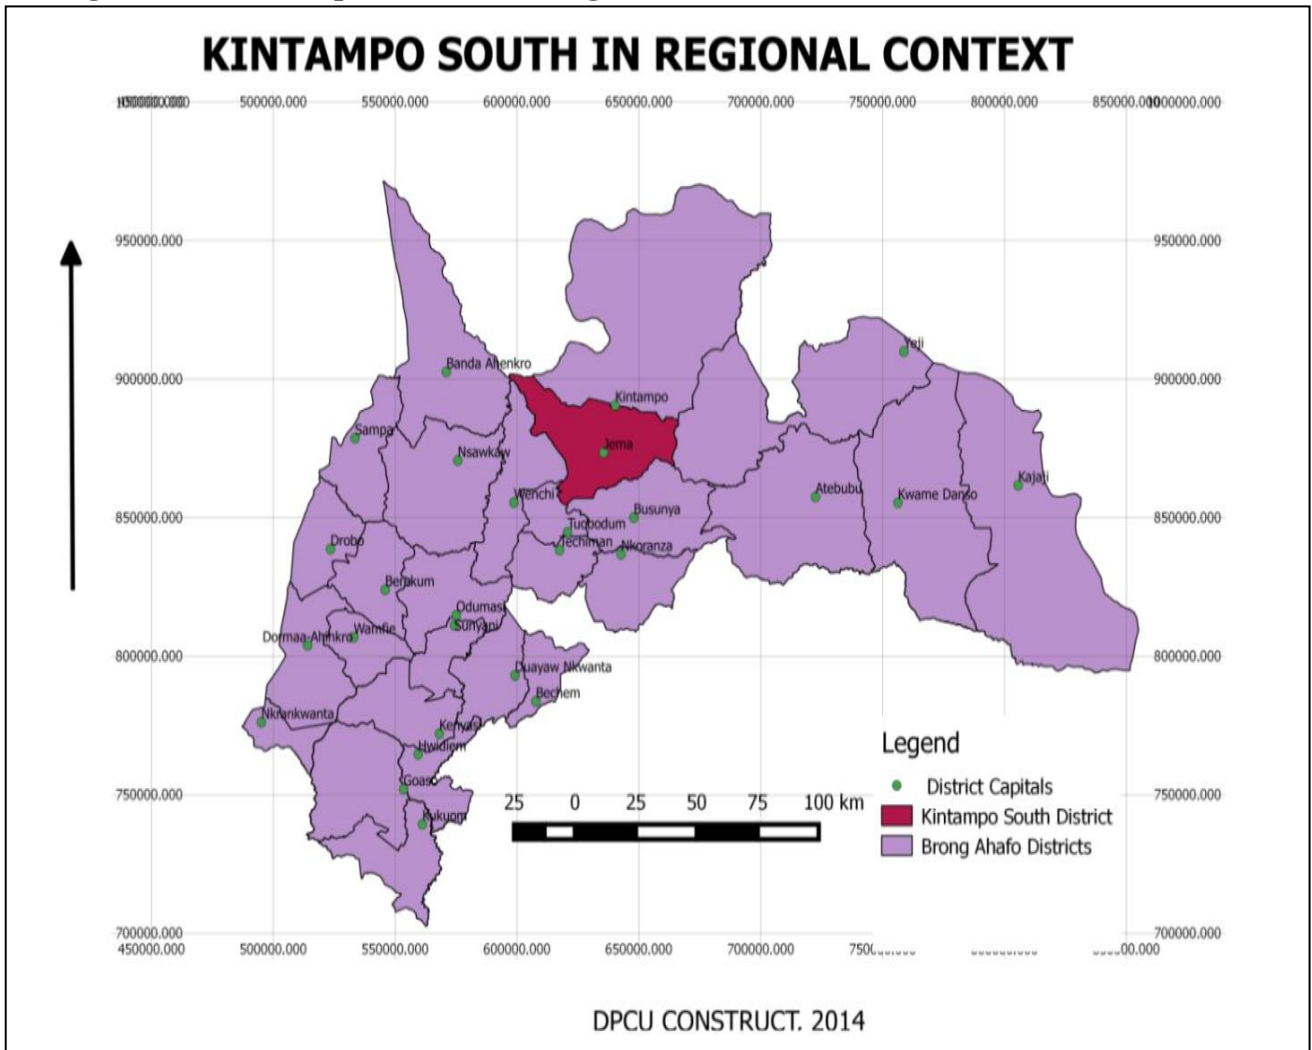 KINTAMPO SOUTH IN REGIONAL CONTEXT
500000.000 550000.000 600000.000 650000.000 700000.000 750000.000 800000.000
950000.000 950000.000
Yeji
Banda Ahenkro
900000.000 900000.000
Kintampo
Sampa
Jema
Nsawkaw
Kajaji
Atebubu
Wenchi
Kwame Danso
Busunya
850000.000 850000.000
Tuobodum
Drobo
Techiman
Nkoranza
Berekum
Odumasi
Sunyani
Wamfie
Dormaa-Ahinkro
800000.000 800000.000
Duayaw Nkwanta
Bechem
Nkrankwanta
Kenyasi
Hwidiem
Legend
Goaso
District Capitals
750000.000 750000.000
25 0 25 50 75 100 km
Kukuom
Kintampo South District
Brong Ahafo Districts
700000.000 700000.000
450000.000 500000.000 550000.000 600000.000 650000.000 700000.000
DPCU CONSTRUCT. 2014